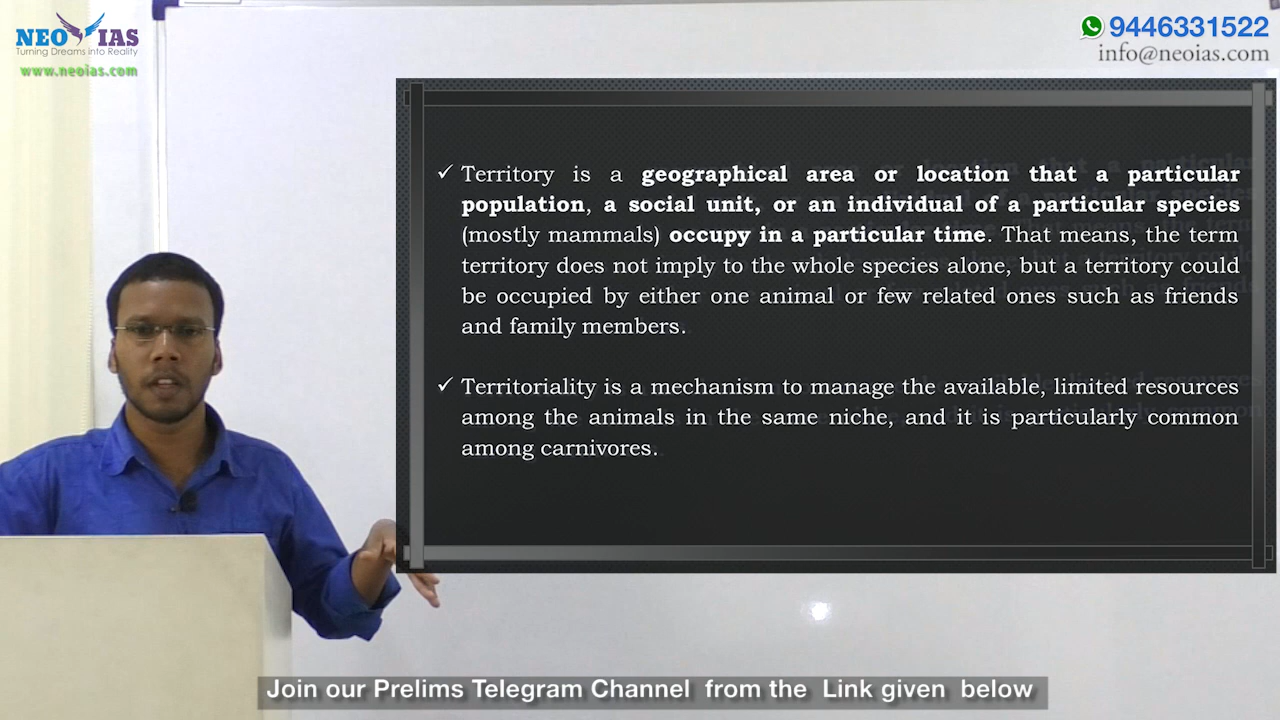 NEO IAS
Turning Dreams into Reality
www.neoias.com
9446331522
info@neoias.com
✓ Territory is a geographical area or location that a particular
population, a social unit, or an individual of a particular species
(mostly mammals) occupy in a particular time. That means, the term
territory does not imply to the whole species alone, but a territory could
be occupied by either one animal or few related ones such as friends
and family members.
✓ Territoriality is a mechanism to manage the available, limited resources
among the animals in the same niche, and it is particularly common
among carnivores.
Join our Prelims Telegram Channel from the Link given below